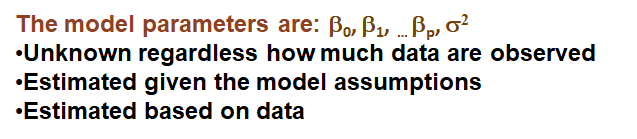 The model parameters are: β₀, β₁, ... βₚ, σ²
•Unknown regardless how much data are observed
•Estimated given the model assumptions
•Estimated based on data